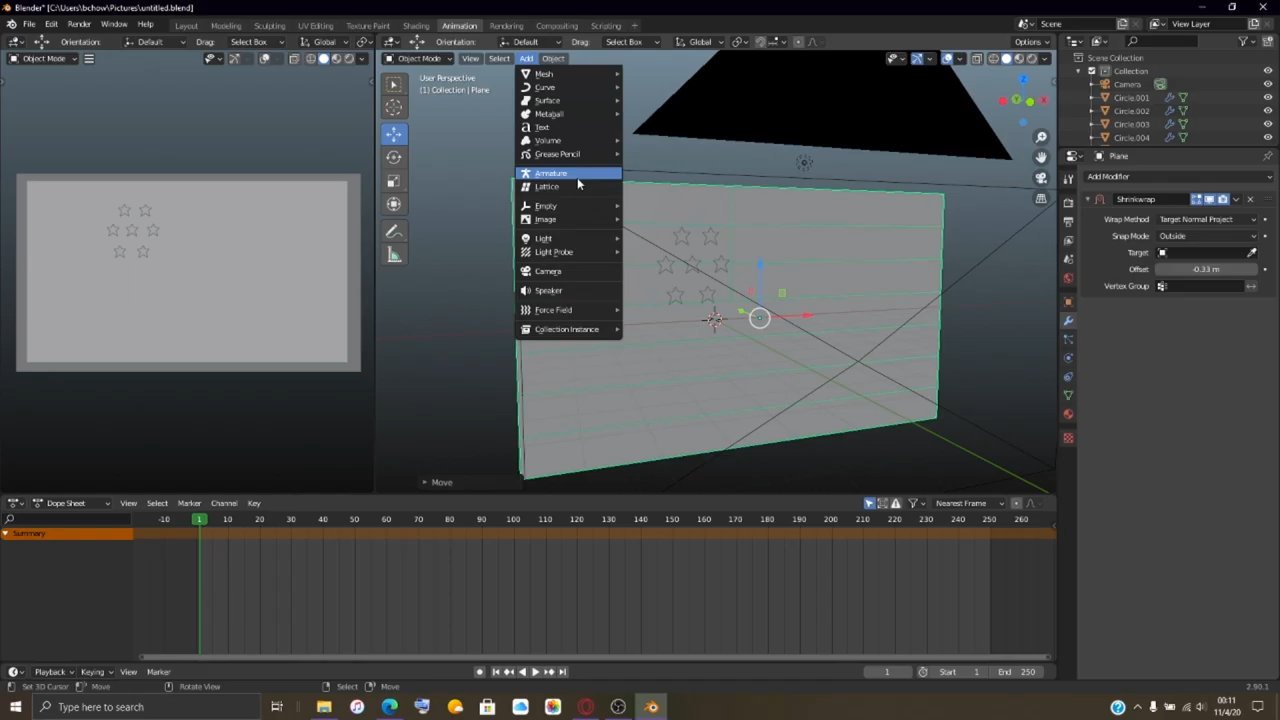 Blender* [C:\Users\bchow\Pictures\untitled.blend]
File Edit Render Window Help Layout Modeling Sculpting UV Editing Texture Paint Shading Animation Rendering Compositing Scripting + Scene View Layer
Orientation: Default Drag: Select Box Global Orientation: Default Drag: Select Box Global Options
Object Mode Object Mode View Select Add Object
Scene Collection
Collection
Camera
Circle.001
Circle.002
Circle.003
Circle.004
User Perspective
(1) Collection | Plane
Mesh
Curve
Surface
Metaball
Text
Volume
Grease Pencil
Armature
Lattice
Empty
Image
Light
Light Probe
Camera
Speaker
Force Field
Collection Instance
Move
Plane
Add Modifier
Shrinkwrap
Wrap Method Target Normal Project
Snap Mode Outside
Target
Offset -0.33 m
Vertex Group
Dope Sheet View Select Marker Channel Key Nearest Frame
-10 1 10 20 30 40 50 60 70 80 90 100 110 120 130 140 150 160 170 180 190 200 210 220 230 240 250 260
Summary
Playback Keying View Marker 1 Start 1 End 250
Set 3D Cursor Move Rotate View Select Move 2.90.1
Type here to search
00:11
11/4/20